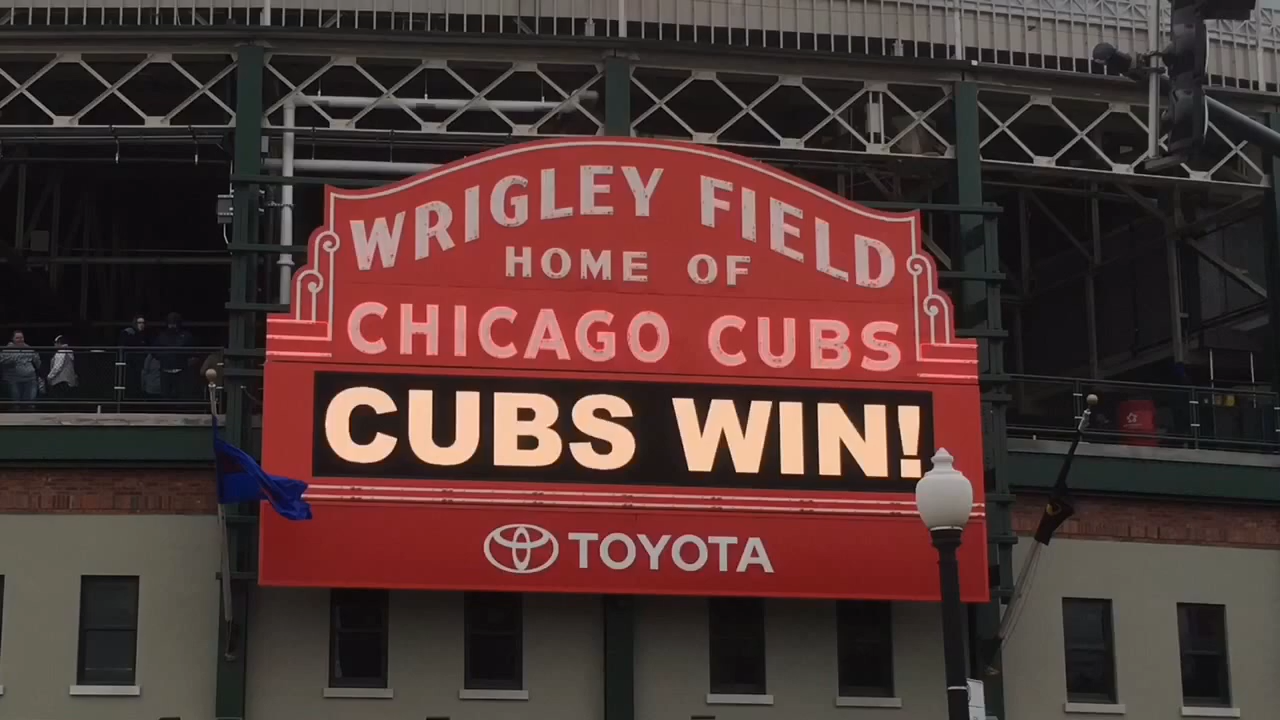 WRIGLEY FIELD
HOME OF
CHICAGO CUBS
CUBS WIN!
TOYOTA